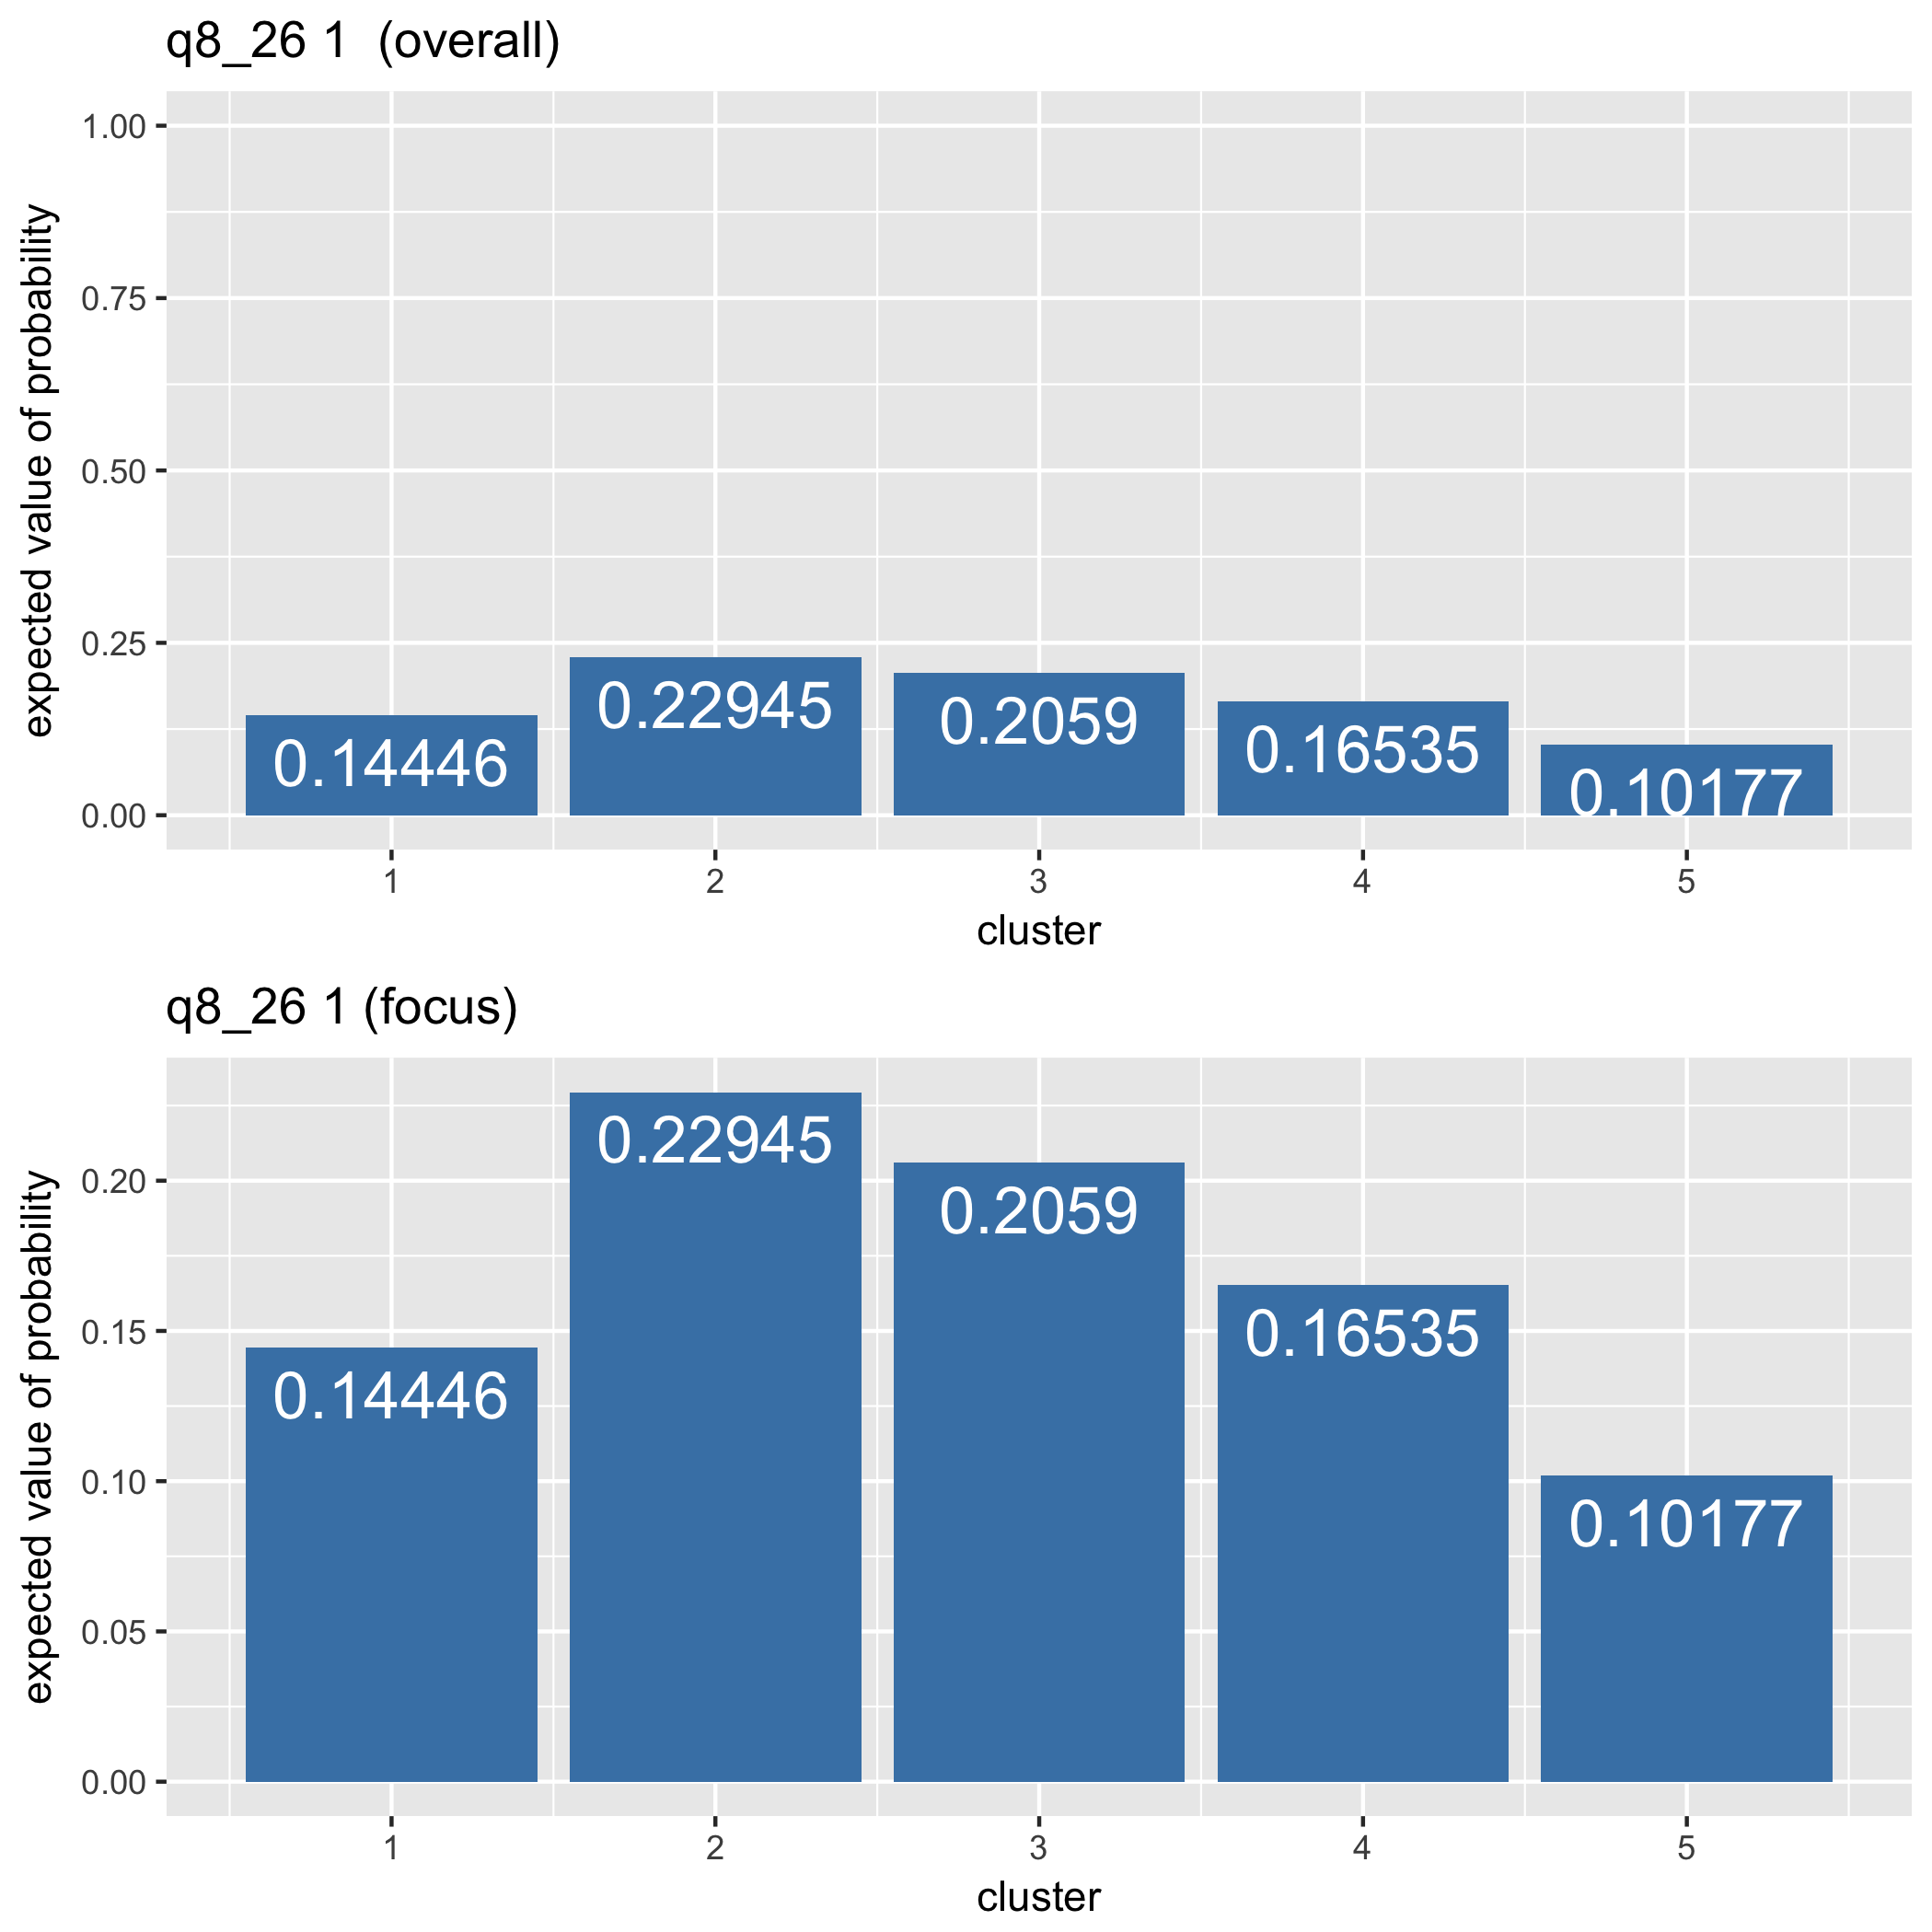 q8_26 1  (overall)
expected value of probability
1.00
0.75
0.50
0.25
0.00
0.14446
0.22945
0.2059
0.16535
0.10177
1 2 3 4 5
cluster
q8_26 1 (focus)
expected value of probability
0.20
0.15
0.10
0.05
0.00
0.14446
0.22945
0.2059
0.16535
0.10177
1 2 3 4 5
cluster